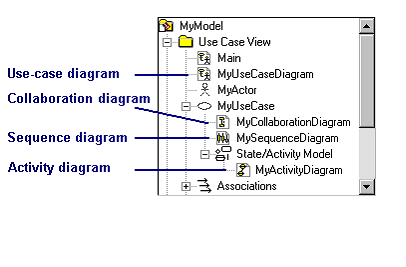 MyModel
Use Case View
Main
Use-case diagram MyUseCaseDiagram
MyActor
Collaboration diagram MyUseCase
MyCollaborationDiagram
Sequence diagram MySequenceDiagram
State/Activity Model
Activity diagram MyActivityDiagram
Associations